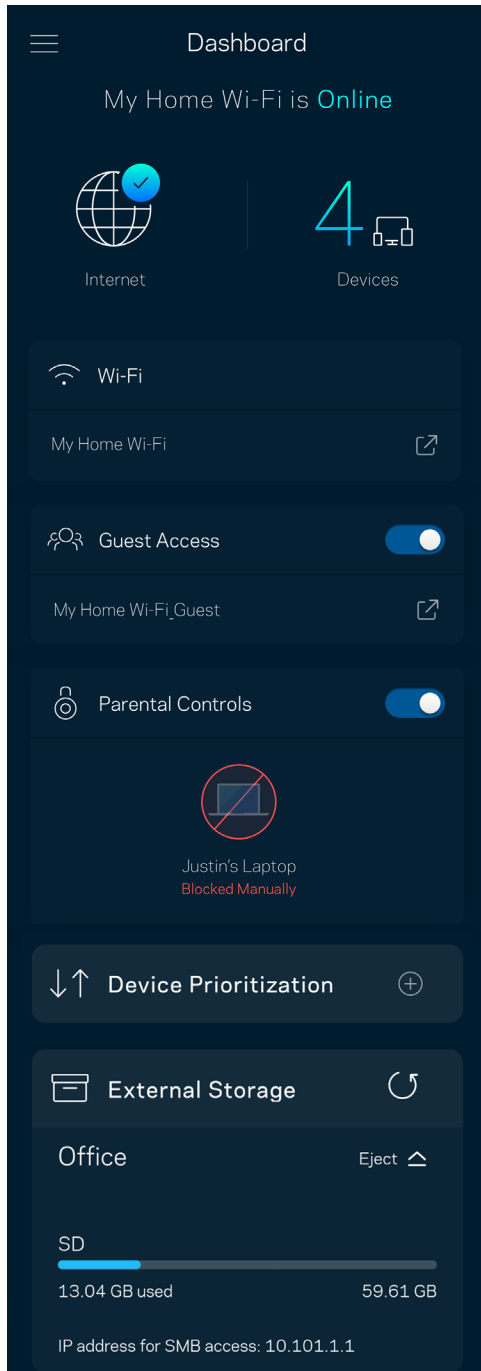 Dashboard
My Home Wi-Fi is Online
4
Internet
Devices
Wi-Fi
My Home Wi-Fi
Guest Access
My Home Wi-Fi_Guest
Parental Controls
Justin's Laptop
Blocked Manually
Device Prioritization
External Storage
Office
Eject
SD
13.04 GB used
59.61 GB
IP address for SMB access: 10.101.1.1